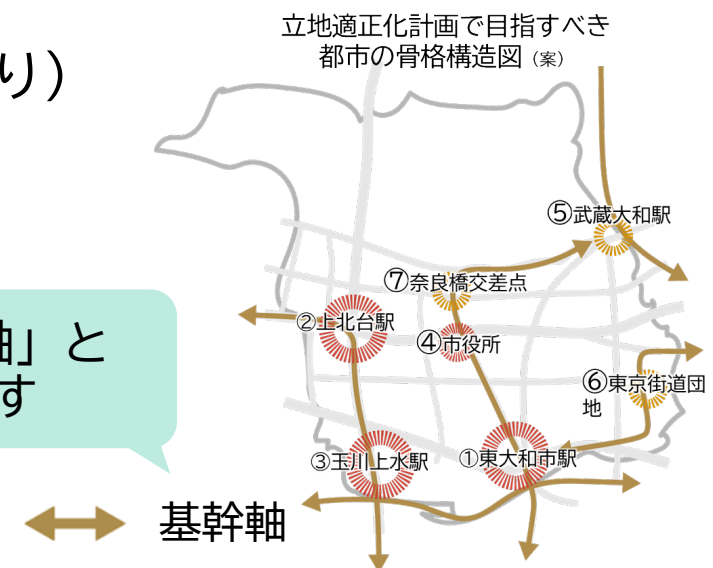 立地適正化計画で目指すべき
都市の骨格構造図（案）
り）
⑤武蔵大和駅
⑦奈良橋交差点
②上北台駅
④市役所
軸」と
す
⑥東京街道団
地
③玉川上水駅
①東大和市駅
基幹軸